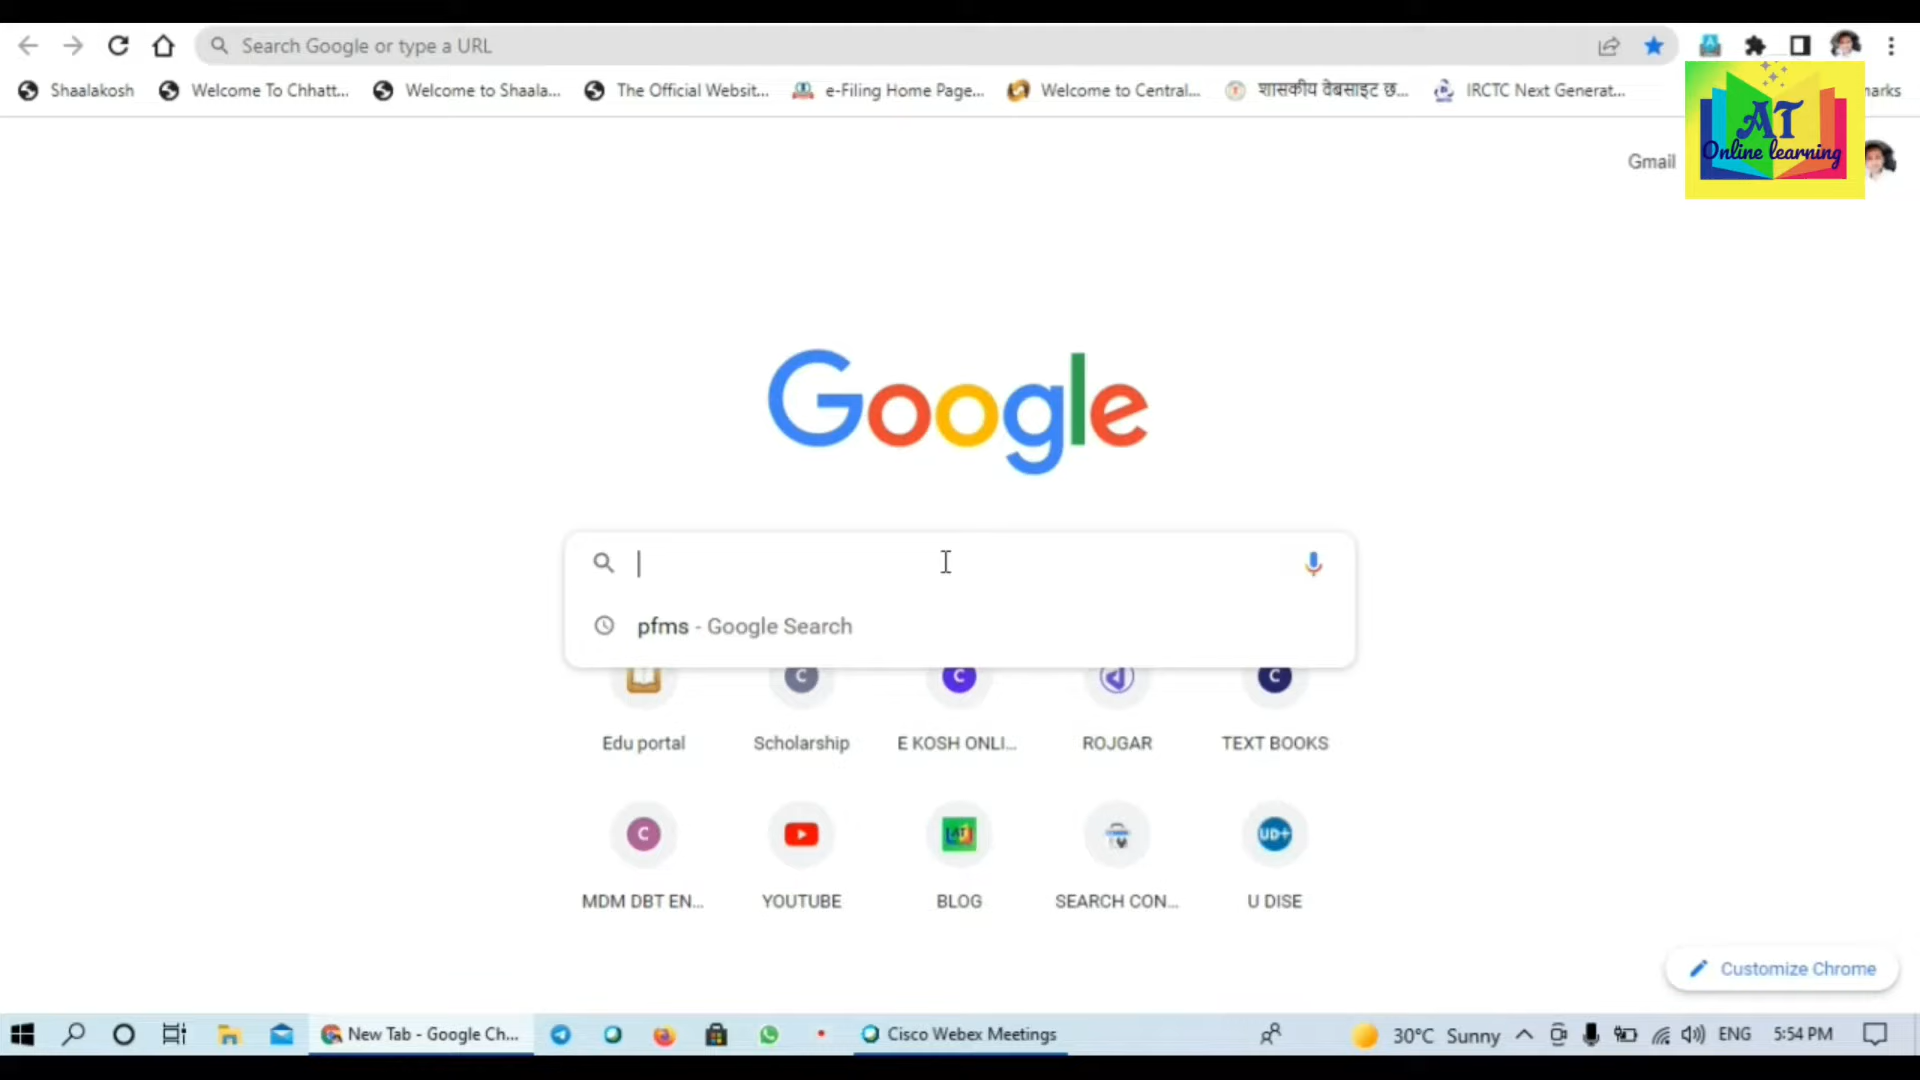 Search Google or type a URL
Shaalakosh
Welcome To Chhatt...
Welcome to Shaala...
The Official Websit...
e-Filing Home Page...
Welcome to Central...
शासकीय वेबसाइट छ...
IRCTC Next Generat...
AT
Online learning
Gmail
Google
pfms - Google Search
Edu portal
Scholarship
E KOSH ONLI...
ROJGAR
TEXT BOOKS
MDM DBT EN...
YOUTUBE
BLOG
SEARCH CON...
U DISE
Customize Chrome
New Tab - Google Ch...
Cisco Webex Meetings
30°C Sunny
ENG
5:54 PM